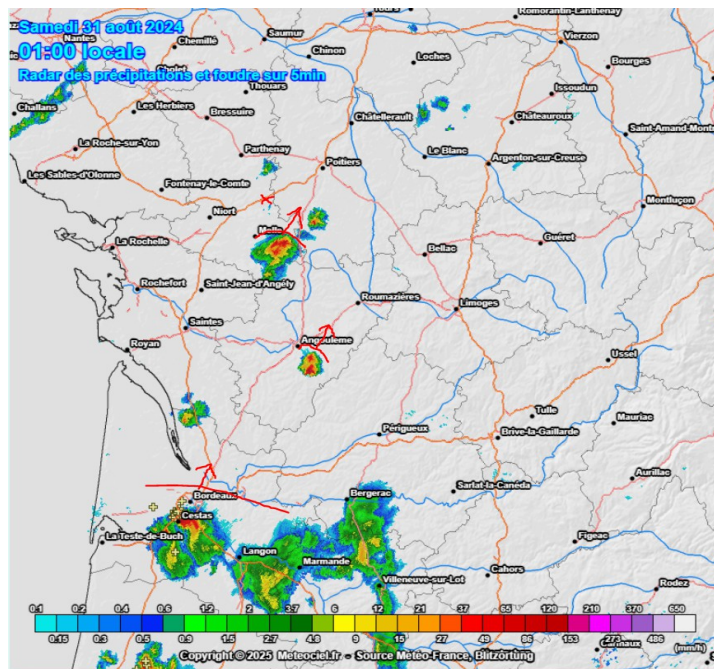 Samedi 31 août 2024
01:00 locale
Radar des précipitations et foudre sur 5min
Tours
Romorantin-Lanthenay
Saumur
Nantes
Chemillé
Vierzon
Chinon
Loches
Bourges
Cholet
Thouars
Issoudun
Challans
Les Herbiers
Bressuire
Châtellerault
Châteauroux
Saint-Amand-Mont
La Roche-sur-Yon
Parthenay
Le Blanc
Argenton-sur-Creuse
Poitiers
Les Sables-d'Olonne
Fontenay-le-Comte
Montluçon
Niort
Melle
La Rochelle
Bellac
Guéret
Rochefort
Saint-Jean-d'Angély
Roumazières
Limoges
Saintes
Royan
Angouleme
Ussel
Tulle
Mauriac
Périgueux
Brive-la-Gaillarde
Aurillac
Bordeaux
Bergerac
Sarlat-la-Canéda
Cestas
La Teste-de-Buch
Figeac
Langon
Marmande
Cahors
Villeneuve-sur-Lot
Rodez
0.1 0.3 0.4 0.6 1.2 2 3.7 6 12 21 37 65 120 210 370 650
0.15 0.3 0.5 0.9 1.5 2.7 4.8 9 15 27 49 86 153 273 486 (mm/h)
Carmaux
Copyright © 2025 Meteociel.fr - Source Météo-France, Blitzörtüng